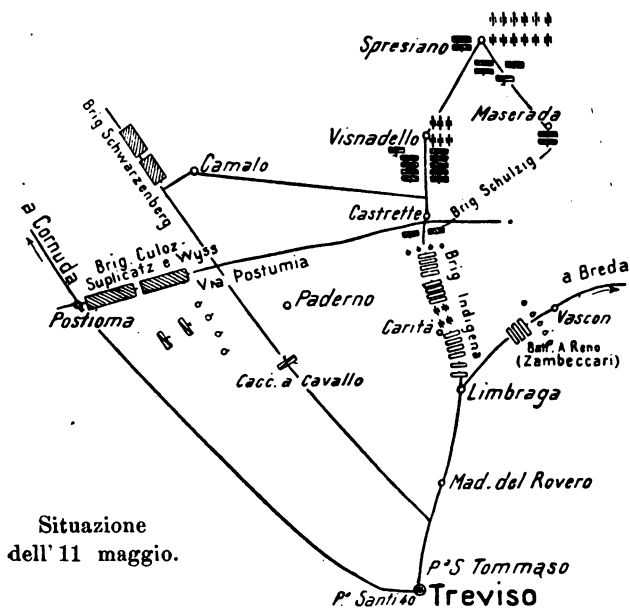 Spresiano
Maserada
Visnadello
Brig. Schulzig
Brig Schwarzenberg
Camalo
Castrette
a Cornuda
Brig. Culoz.
Suplicatz e Wyss
Via Postumia
Postioma
Paderno
Brig Indigena
a Breda
Carità
Vascon
Batt. A Reno
(Zambeccari)
Cacc. a Cavallo
Limbraga
Mad. del Rovero
Situazione
dell' 11 maggio.
Pª S Tommaso
Pª Santi 40
Treviso